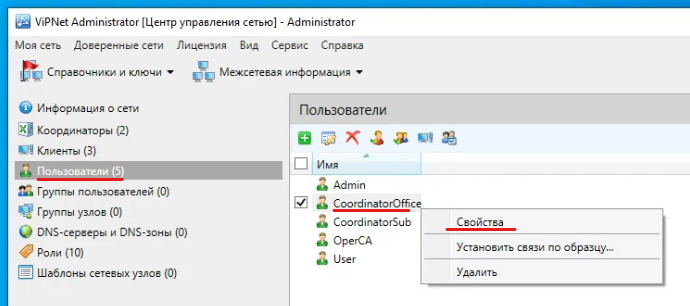 ViPNet Administrator [Центр управления сетью] - Administrator
Моя сеть Доверенные сети Лицензия Вид Сервис Справка
Справочники и ключи Межсетевая информация
Информация о сети
Координаторы (2)
Клиенты (3)
Пользователи (5)
Группы пользователей (0)
Группы узлов (0)
DNS-серверы и DNS-зоны (0)
Роли (10)
Шаблоны сетевых узлов (0)
Пользователи
Имя
Admin
CoordinatorOffice
CoordinatorSub
OperCA
User
Свойства
Установить связи по образцу...
Удалить